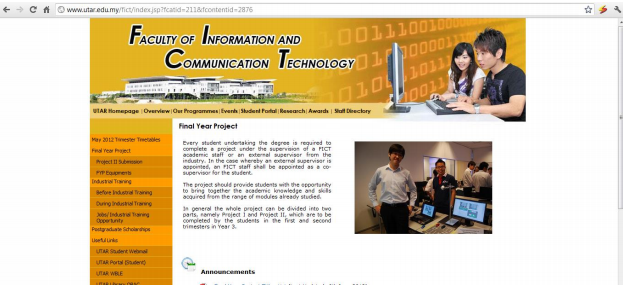 www.utar.edu.my/fict/index.jsp?fcatid=211&fcontentid=2876
FACULTY OF INFORMATION AND
COMMUNICATION TECHNOLOGY
UTAR Homepage | Overview | Our Programmes | Events | Student Portal | Research | Awards | Staff Directory
May 2012 Trimester Timetables
Final Year Project
Project II Submission
FYP Equipments
Industrial Training
Before Industrial Training
During Industrial Training
Jobs/ Industrial Training
Opportunity
Postgraduate Scholarships
Useful Links
UTAR Student Webmail
UTAR Portal (Student)
UTAR WBLE
Final Year Project
Every student undertaking the degree is required to
complete a project under the supervision of a FICT
academic staff or an external supervisor from the
industry. In the case whereby an external supervisor is
appointed, an FICT staff shall be appointed as a co-
supervisor for the student.
The project should provide students with the opportunity
to bring together the academic knowledge and skills
acquired from the range of modules already studied.
In general the whole project can be divided into two
parts, namely Project I and Project II, which are to be
completed by the students in the first and second
trimesters in Year 3.
Announcements